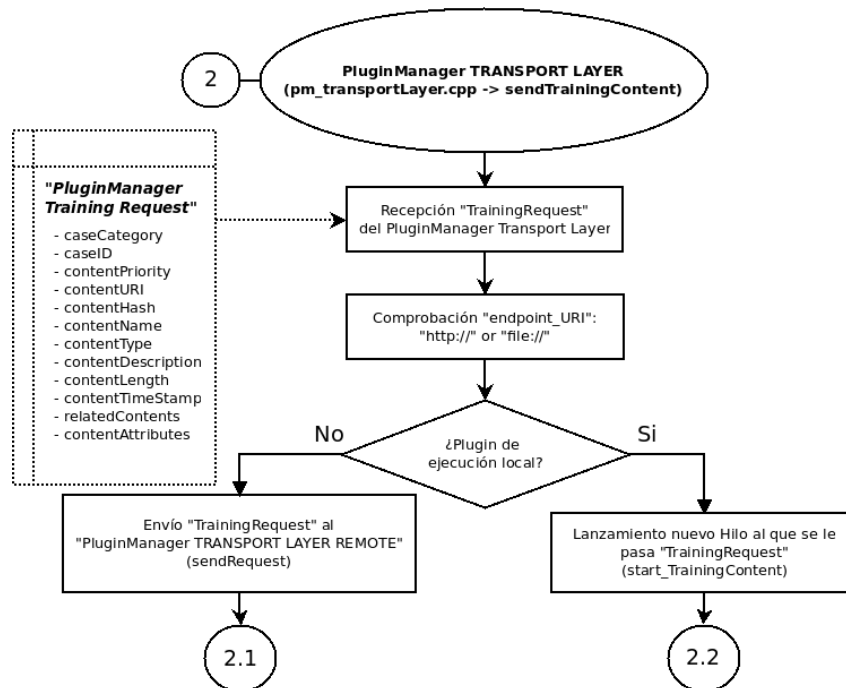 2
PluginManager TRANSPORT LAYER
(pm_transportLayer.cpp -> sendTrainingContent)
"PluginManager
Training Request"
- caseCategory
- caseID
- contentPriority
- contentURI
- contentHash
- contentName
- contentType
- contentDescription
- contentLength
- contentTimeStamp
- relatedContents
- contentAttributes
Recepción "TrainingRequest"
del PluginManager Transport Layer
Comprobación "endpoint_URI":
"http://" or "file://"
¿Plugin de
ejecución local?
No
Si
Envío "TrainingRequest" al
"PluginManager TRANSPORT LAYER REMOTE"
(sendRequest)
Lanzamiento nuevo Hilo al que se le
pasa "TrainingRequest"
(start_TrainingContent)
2.1
2.2